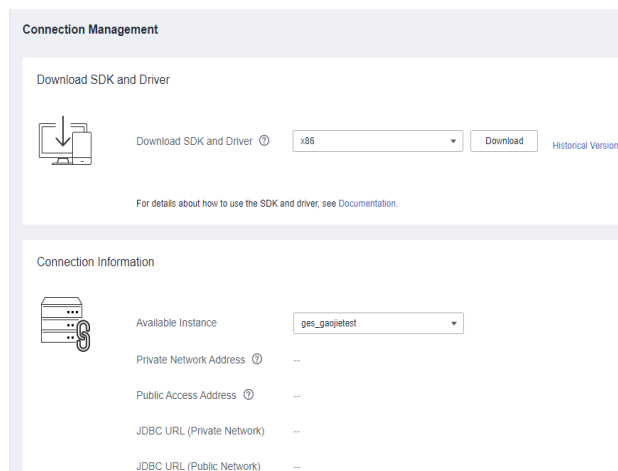 Connection Management
Download SDK and Driver
Download SDK and Driver ? x86 Download Historical Version
For details about how to use the SDK and driver, see Documentation.
Connection Information
Available Instance ges_gaojietest
Private Network Address ? --
Public Access Address ? --
JDBC URL (Private Network) --
JDBC URL (Public Network) --